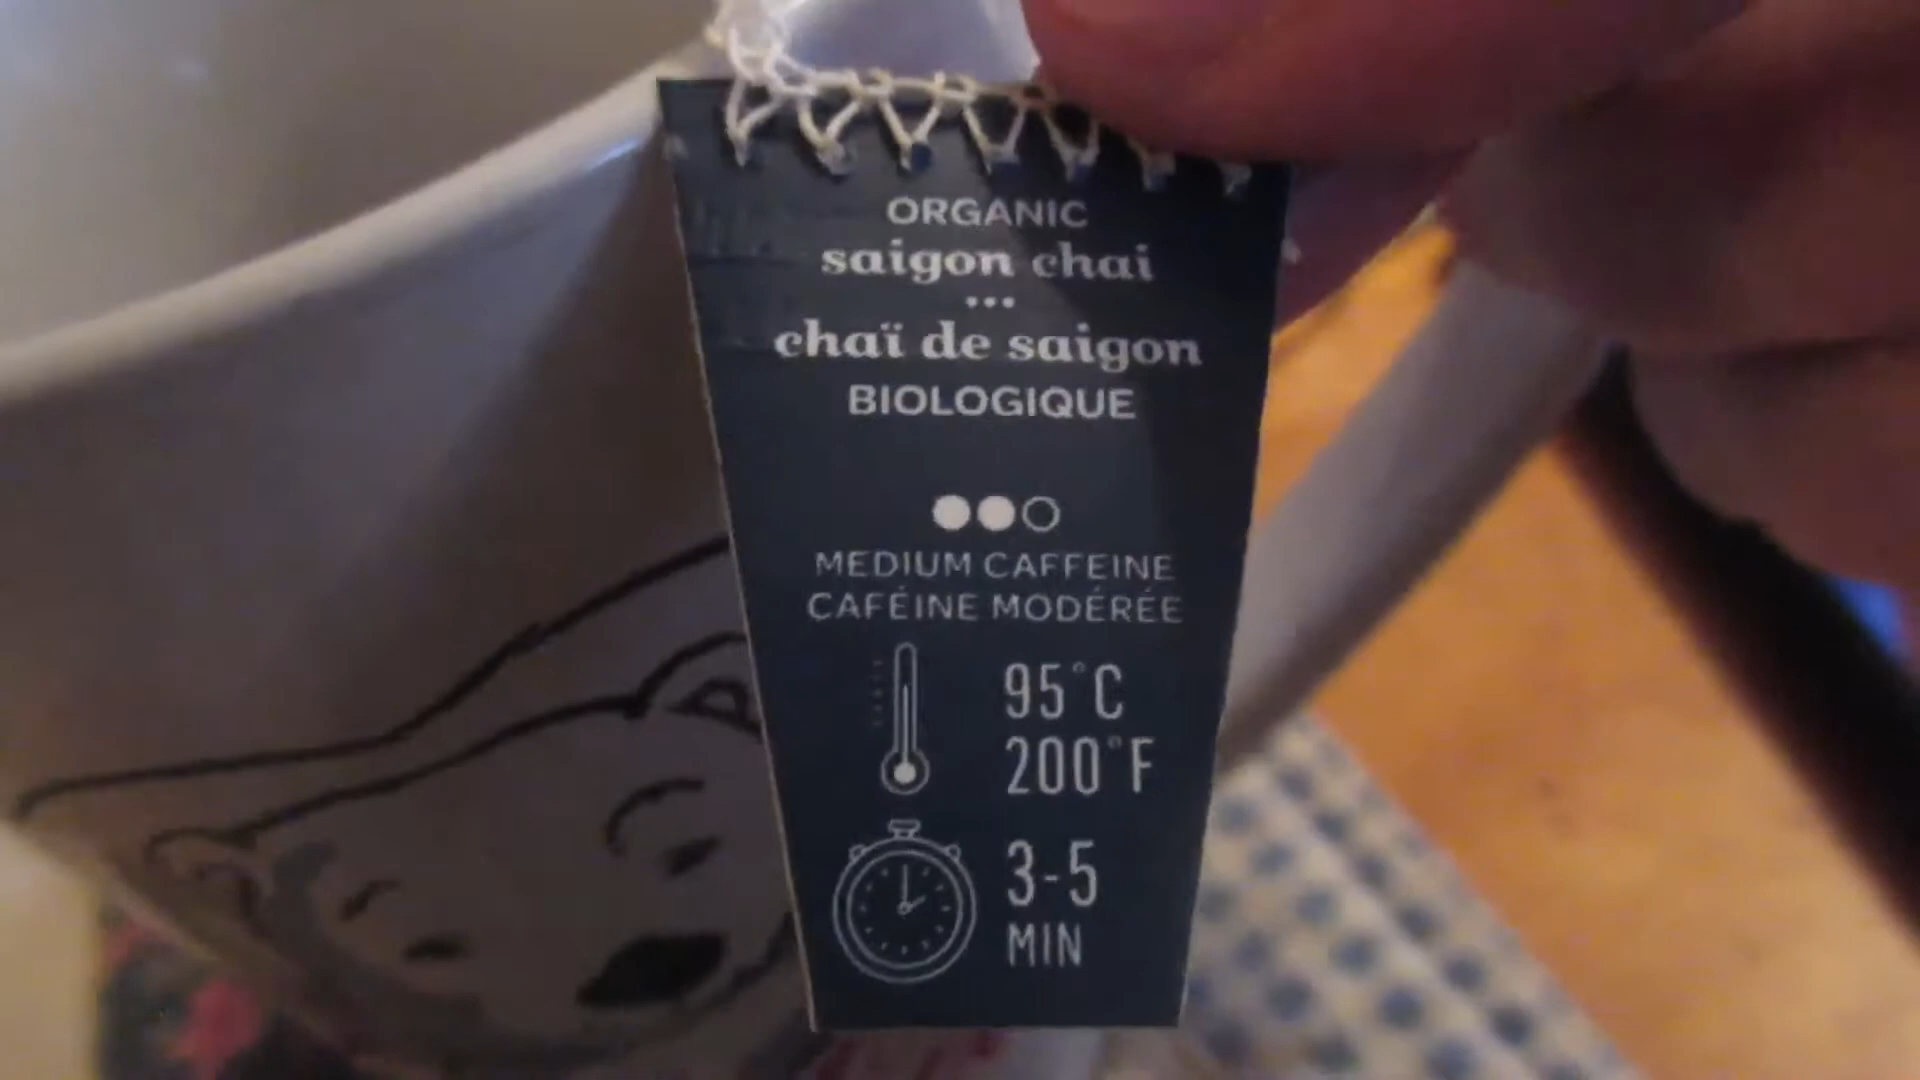 ORGANIC
saigon chai
...
chaï de saigon
BIOLOGIQUE
MEDIUM CAFFEINE
CAFÉINE MODÉRÉE
95°C
200°F
3-5
MIN